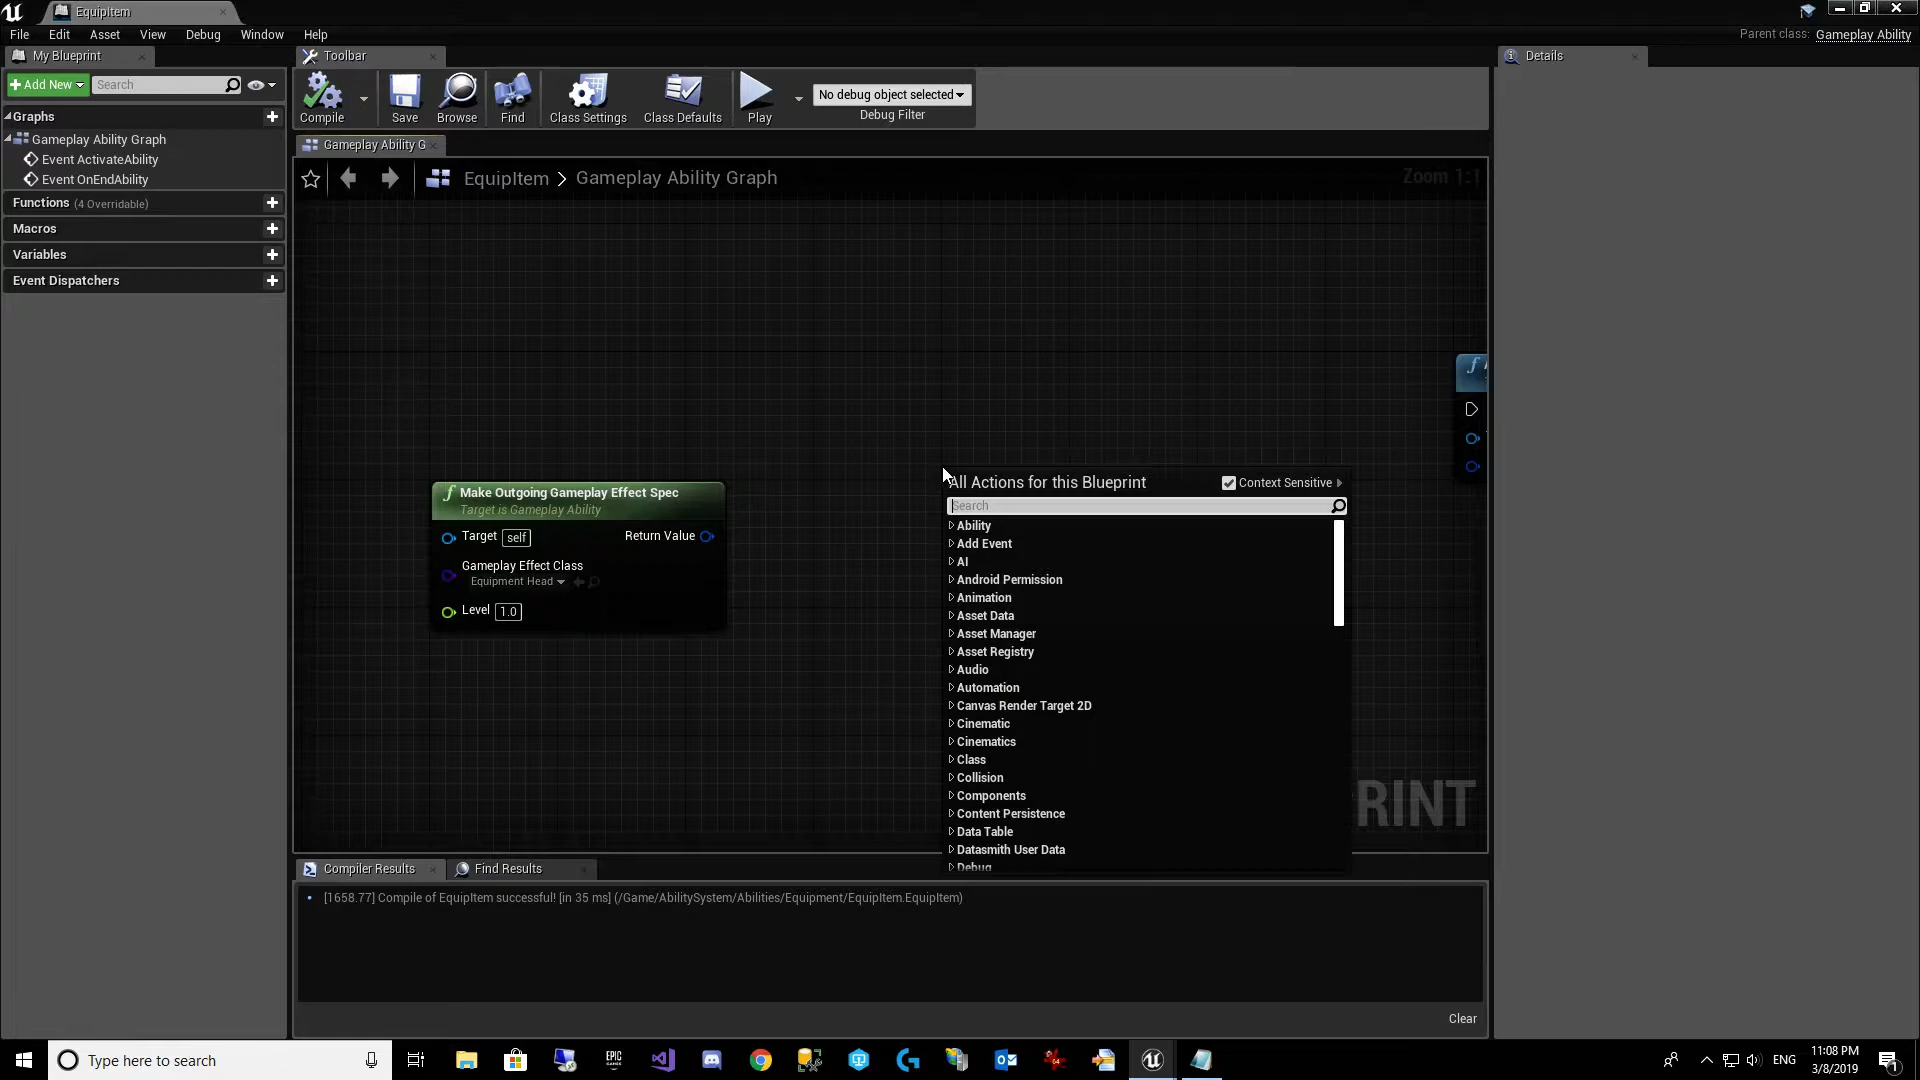 EquipItem
File Edit Asset View Debug Window Help
Parent class: Gameplay Ability
My Blueprint
Toolbar
Details
Add New
Search
Compile
Save
Browse
Find
Class Settings
Class Defaults
Play
No debug object selected
Debug Filter
Graphs
Gameplay Ability Graph
Event ActivateAbility
Event OnEndAbility
Functions (4 Overridable)
Macros
Variables
Event Dispatchers
Gameplay Ability G
EquipItem > Gameplay Ability Graph
Zoom 1:1
Make Outgoing Gameplay Effect Spec
Target is Gameplay Ability
Target self
Return Value
Gameplay Effect Class
Equipment Head
Level 1.0
All Actions for this Blueprint
Context Sensitive
Search
Ability
Add Event
AI
Android Permission
Animation
Asset Data
Asset Manager
Asset Registry
Audio
Automation
Canvas Render Target 2D
Cinematic
Cinematics
Class
Collision
Components
Content Persistence
Data Table
Datasmith User Data
Debug
RINT
Compiler Results
Find Results
[1658.77] Compile of EquipItem successful! [in 35 ms] (/Game/AbilitySystem/Abilities/Equipment/EquipItem.EquipItem)
Clear
Type here to search
EPIC
GAMES
64
ENG
11:08 PM
3/8/2019
1